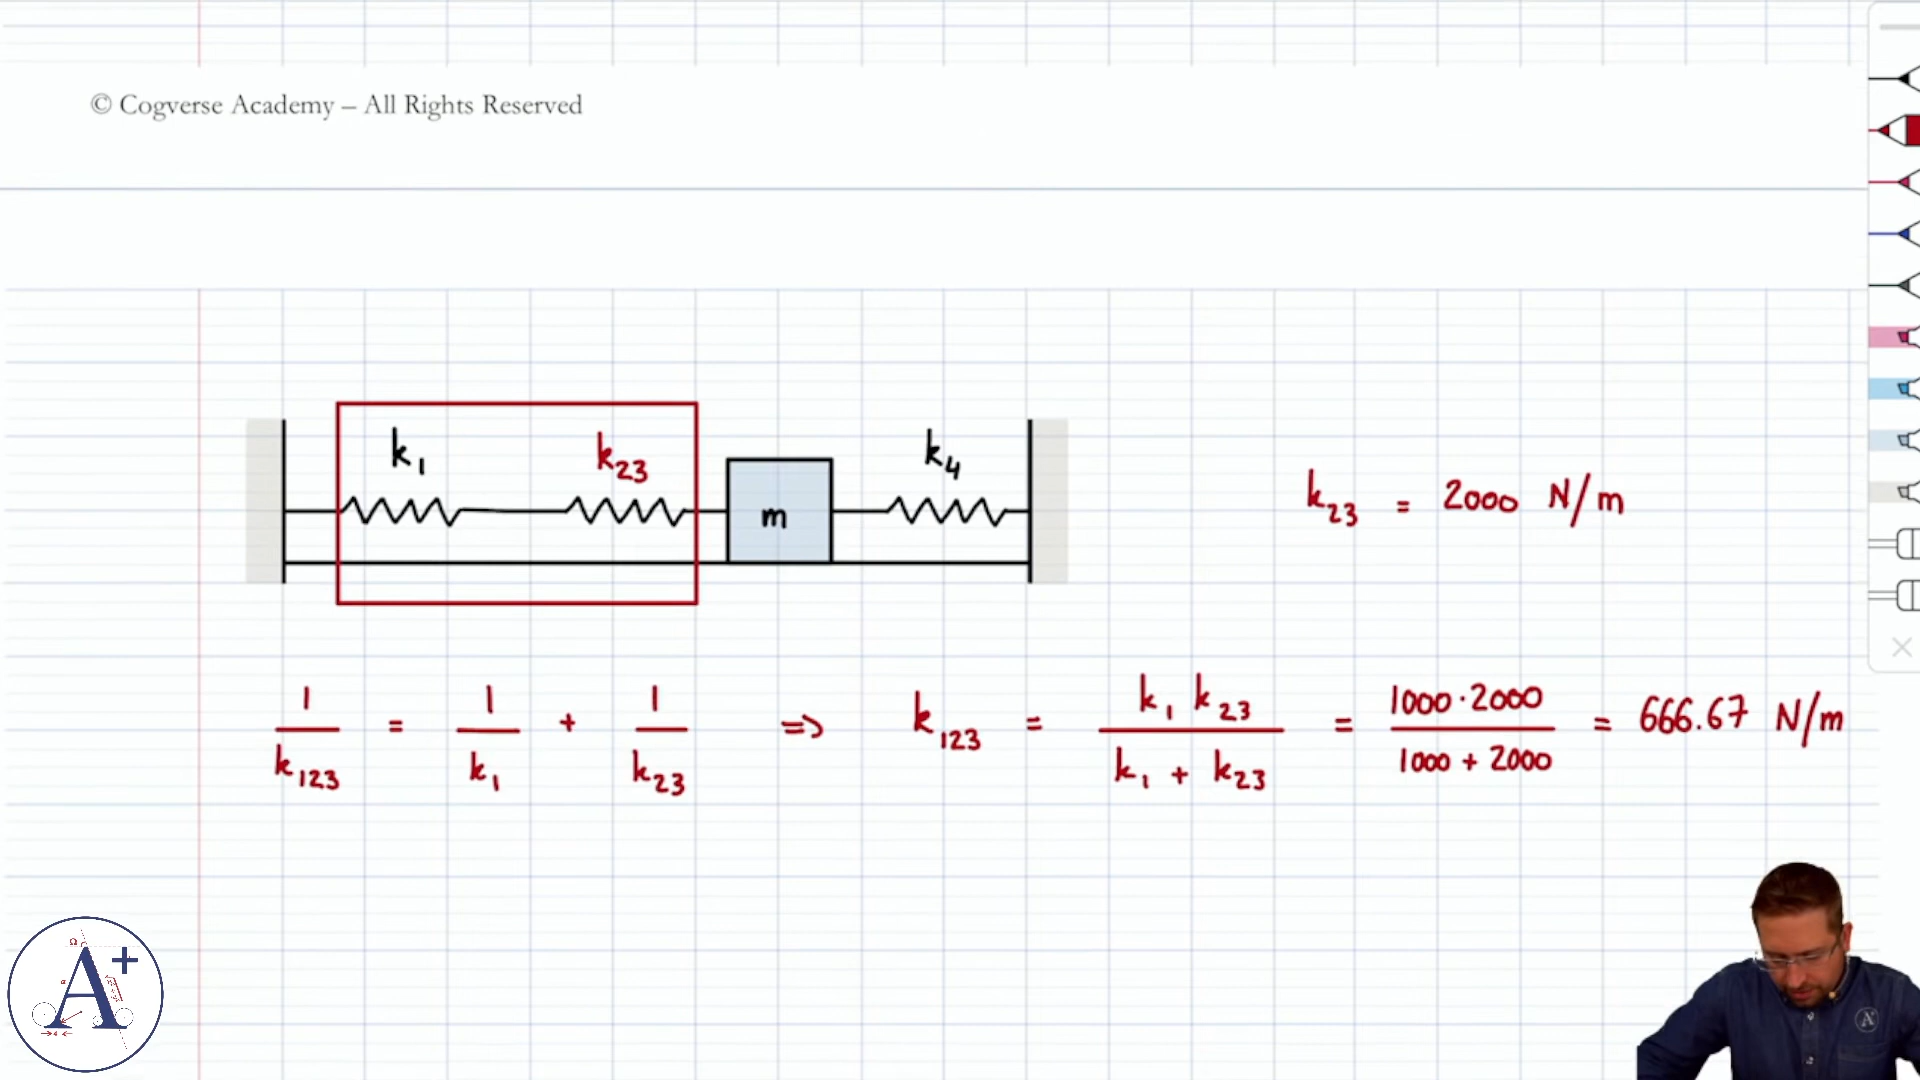 © Cogverse Academy – All Rights Reserved
k₁ k₂₃ m k₄
k₂₃ = 2000 N/m
1/k₁₂₃ = 1/k₁ + 1/k₂₃ ⇒ k₁₂₃ = k₁ k₂₃ / k₁ + k₂₃ = 1000·2000 / 1000 + 2000 = 666.67 N/m
A+